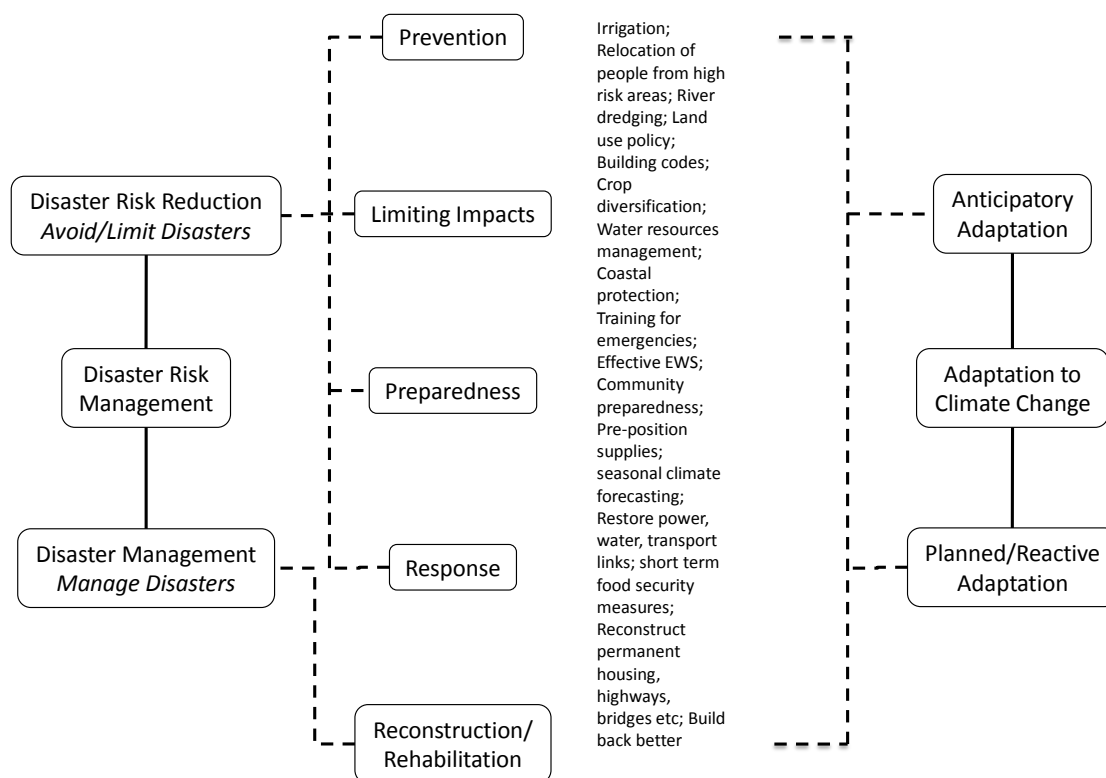 Prevention
Limiting Impacts
Preparedness
Response
Reconstruction/
Rehabilitation
Disaster Risk Reduction
Avoid/Limit Disasters
Disaster Risk
Management
Disaster Management
Manage Disasters
Irrigation;
Relocation of
people from high
risk areas; River
dredging; Land
use policy;
Building codes;
Crop
diversification;
Water resources
management;
Coastal
protection;
Training for
emergencies;
Effective EWS;
Community
preparedness;
Pre-position
supplies;
seasonal climate
forecasting;
Restore power,
water, transport
links; short term
food security
measures;
Reconstruct
permanent
housing,
highways,
bridges etc; Build
back better
Anticipatory
Adaptation
Adaptation to
Climate Change
Planned/Reactive
Adaptation